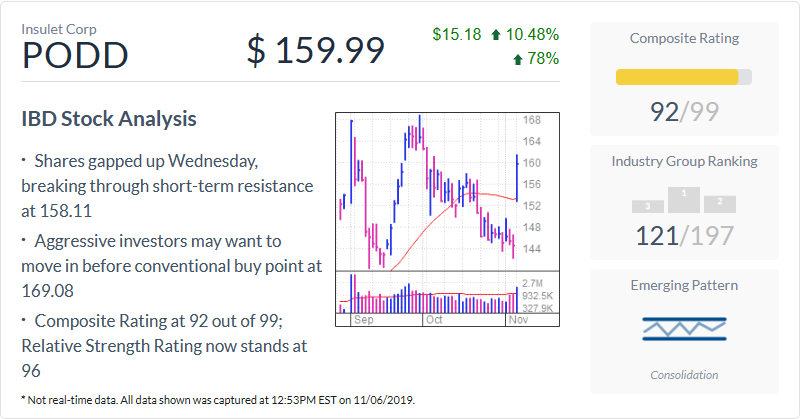 Insulet Corp
PODD
$ 159.99
$15.18 10.48%
78%
IBD Stock Analysis
· Shares gapped up Wednesday,
breaking through short-term resistance
at 158.11
· Aggressive investors may want to
move in before conventional buy point at
169.08
· Composite Rating at 92 out of 99;
Relative Strength Rating now stands at
96
168
164
160
156
152
148
144
2.7M
932.5K
327.9K
Sep Oct Nov
* Not real-time data. All data shown was captured at 12:53PM EST on 11/06/2019.
Composite Rating
92/99
Industry Group Ranking
3 1 2
121/197
Emerging Pattern
Consolidation